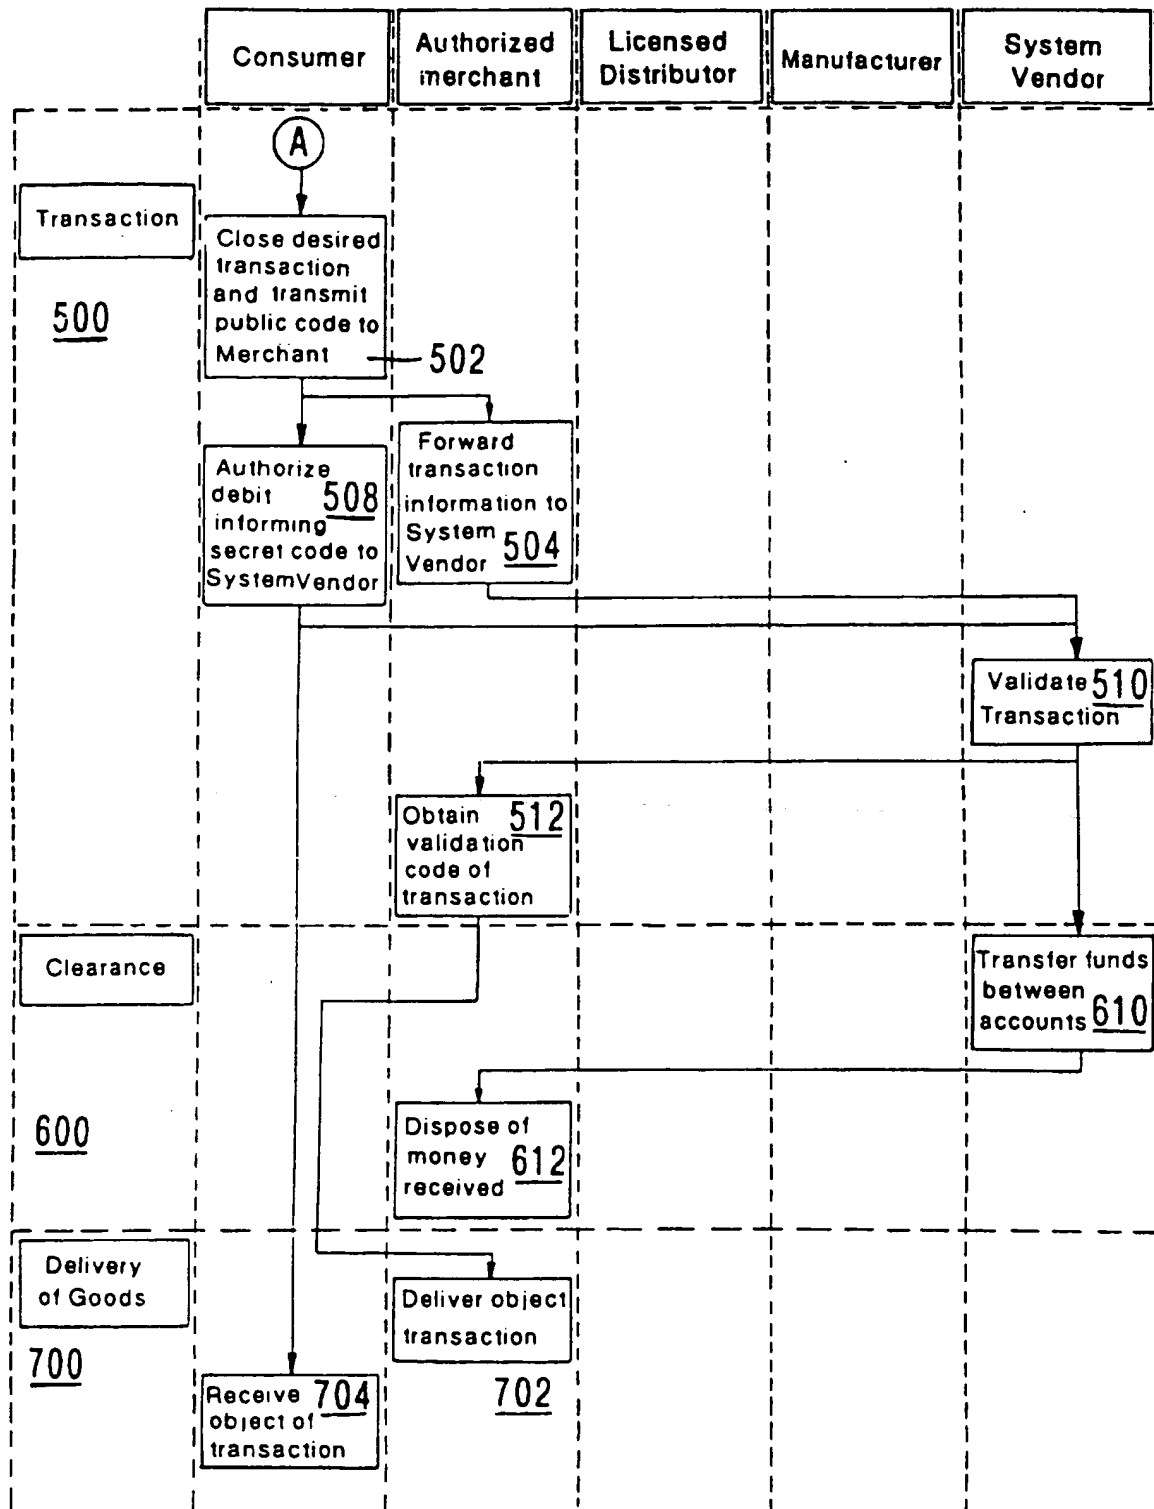 Consumer
Authorized
merchant
Licensed
Distributor
Manufacturer
System
Vendor
A
Transaction
500
Close desired
transaction
and transmit
public code to
Merchant
502
Authorize
debit 508
informing
secret code to
SystemVendor
Forward
transaction
information to
System
Vendor 504
Validate 510
Transaction
Obtain 512
validation
code of
transaction
Clearance
600
Transfer funds
between
accounts 610
Dispose of
money 612
received
Delivery
of Goods
700
Deliver object
transaction
702
Receive 704
object of
transaction